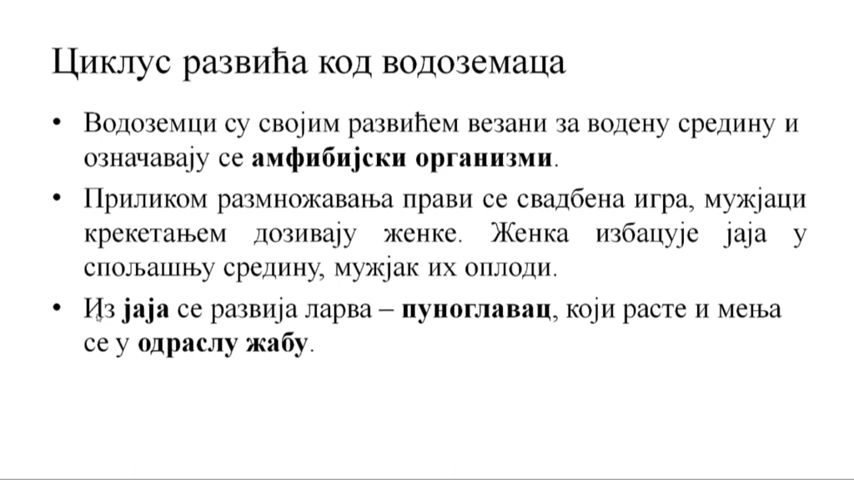 Циклус развића код водоземаца
• Водоземци су својим развићем везани за водену средину и
означавају се амфибијски организми.
• Приликом размножавања прави се свадбена игра, мужјаци
крекетањем дозивају женке. Женка избацује јаја у
спољашњу средину, мужјак их оплоди.
• Из јаја се развија ларва – пуноглавац, који расте и мења
се у одраслу жабу.